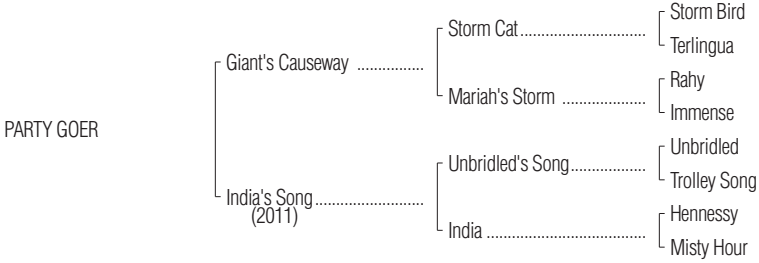 Storm Bird
Storm Cat..............................
Terlingua
Giant's Causeway ................
Rahy
Mariah's Storm ....................
Immense
PARTY GOER
Unbridled
Unbridled's Song..................
Trolley Song
India's Song..........................
(2011)
Hennessy
India ......................................
Misty Hour